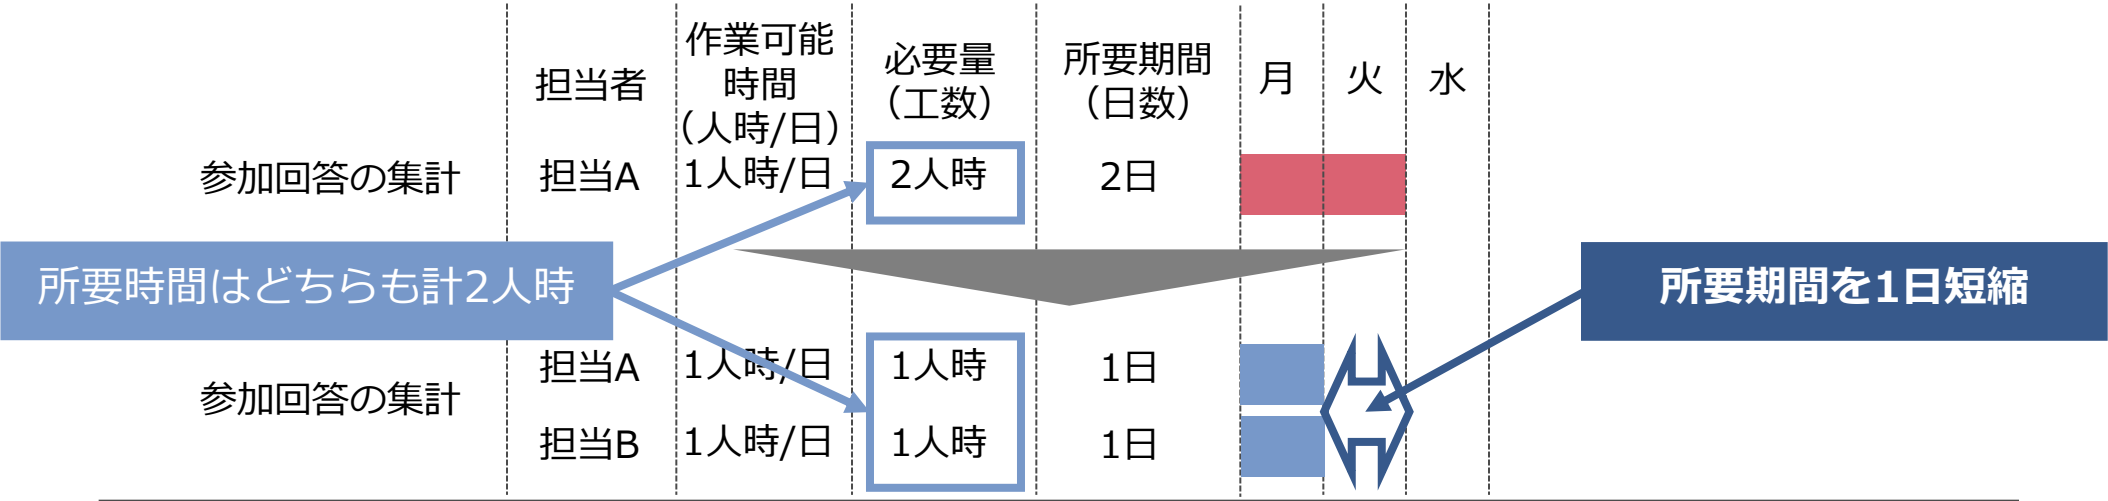 担当者
作業可能
時間
（人時/日）
必要量
（工数）
所要期間
（日数）
月
火
水
参加回答の集計
担当A
1人時/日
2人時
2日
所要時間はどちらも計2人時
所要期間を1日短縮
参加回答の集計
担当A
1人時/日
1人時
1日
担当B
1人時/日
1人時
1日